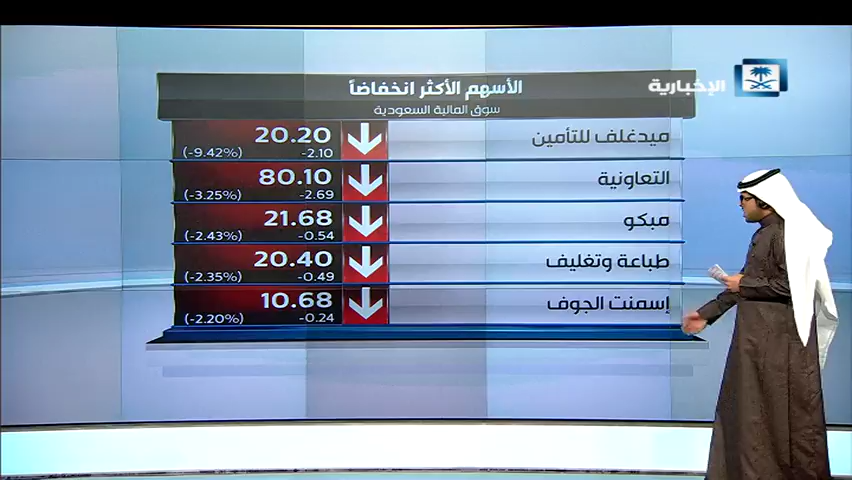 الإخبارية
الأسهم الأكثر انخفاضاً
سوق المالية السعودية
ميدغلف للتأمين 20.20 -2.10 (-9.42%)
التعاونية 80.10 -2.69 (-3.25%)
مبكو 21.68 -0.54 (-2.43%)
طباعة وتغليف 20.40 -0.49 (-2.35%)
إسمنت الجوف 10.68 -0.24 (-2.20%)